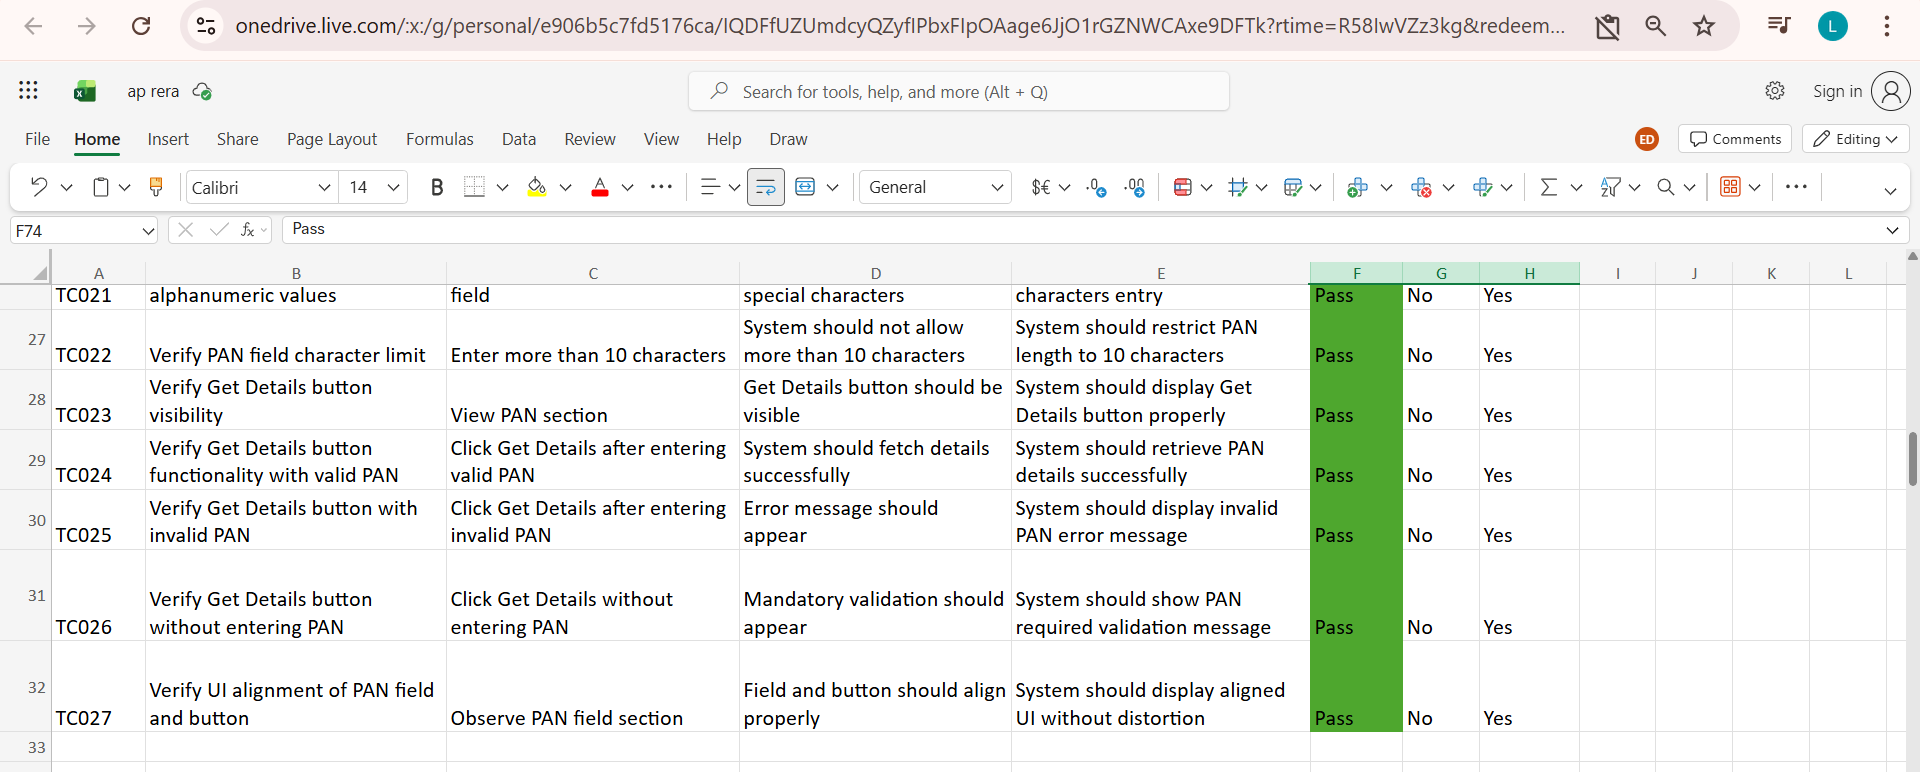 onedrive.live.com/:x:/g/personal/e906b5c7fd5176ca/IQDFfUZUmdcyQZyfIPbxFIpOAage6JjO1rGZNWCAxe9DFTk?rtime=R58IwVZz3kg&redeem...
L
ap rera
Search for tools, help, and more (Alt + Q)
Sign in
File Home Insert Share Page Layout Formulas Data Review View Help Draw
ED Comments Editing
Calibri 14 B A General $€ .0 .00
F74 fx Pass
A B C D E F G H I J K L
TC021 alphanumeric values field special characters characters entry Pass No Yes
System should not allow System should restrict PAN
27 TC022 Verify PAN field character limit Enter more than 10 characters more than 10 characters length to 10 characters Pass No Yes
Verify Get Details button Get Details button should be System should display Get
28 TC023 visibility View PAN section visible Details button properly Pass No Yes
Verify Get Details button Click Get Details after entering System should fetch details System should retrieve PAN
29 TC024 functionality with valid PAN valid PAN successfully details successfully Pass No Yes
Verify Get Details button with Click Get Details after entering Error message should System should display invalid
30 TC025 invalid PAN invalid PAN appear PAN error message Pass No Yes
Verify Get Details button Click Get Details without Mandatory validation should System should show PAN
31 TC026 without entering PAN entering PAN appear required validation message Pass No Yes
Verify UI alignment of PAN field Field and button should align System should display aligned
32 TC027 and button Observe PAN field section properly UI without distortion Pass No Yes
33